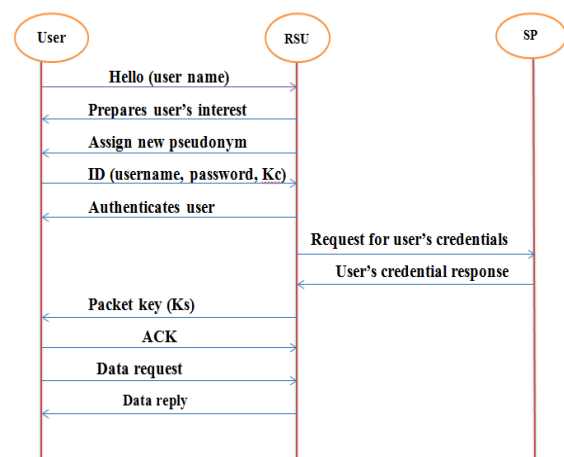 User
RSU
SP
Hello (user name)
Prepares user's interest
Assign new pseudonym
ID (username, password, Kc)
Authenticates user
Request for user's credentials
User's credential response
Packet key (Ks)
ACK
Data request
Data reply